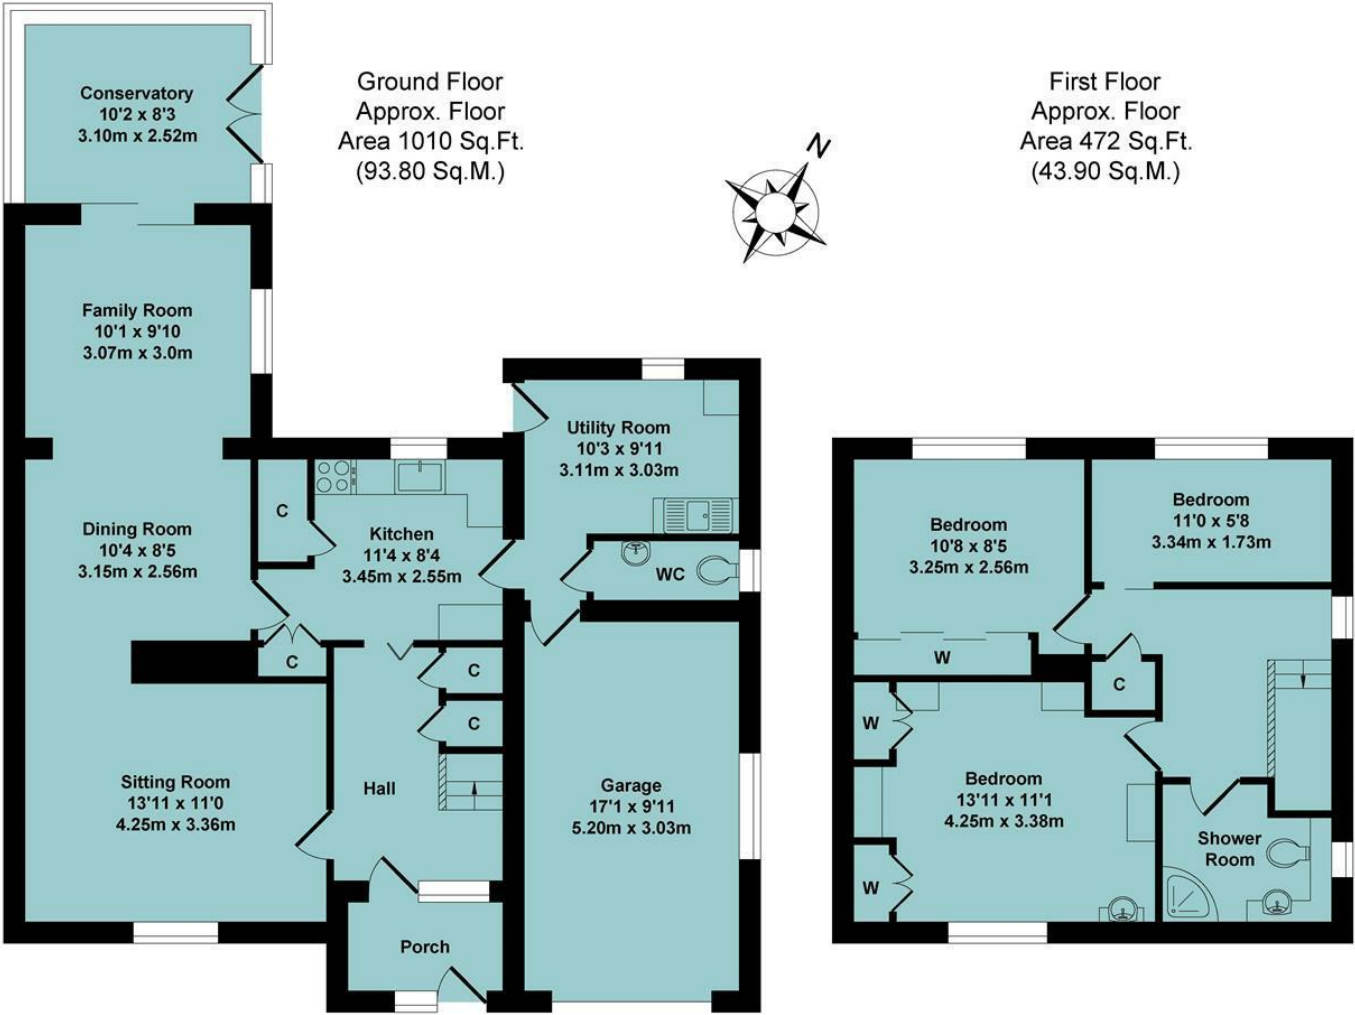 Ground Floor
Approx. Floor
Area 1010 Sq.Ft.
(93.80 Sq.M.)
First Floor
Approx. Floor
Area 472 Sq.Ft.
(43.90 Sq.M.)
N
Conservatory
10'2 x 8'3
3.10m x 2.52m
Family Room
10'1 x 9'10
3.07m x 3.0m
Utility Room
10'3 x 9'11
3.11m x 3.03m
C
Kitchen
11'4 x 8'4
3.45m x 2.55m
Dining Room
10'4 x 8'5
3.15m x 2.56m
WC
C
C
C
Sitting Room
13'11 x 11'0
4.25m x 3.36m
Hall
Garage
17'1 x 9'11
5.20m x 3.03m
Porch
Bedroom
10'8 x 8'5
3.25m x 2.56m
Bedroom
11'0 x 5'8
3.34m x 1.73m
W
C
W
Bedroom
13'11 x 11'1
4.25m x 3.38m
W
Shower
Room